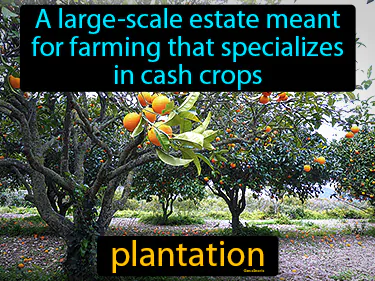 A large-scale estate meant
for farming that specializes
in cash crops
plantation